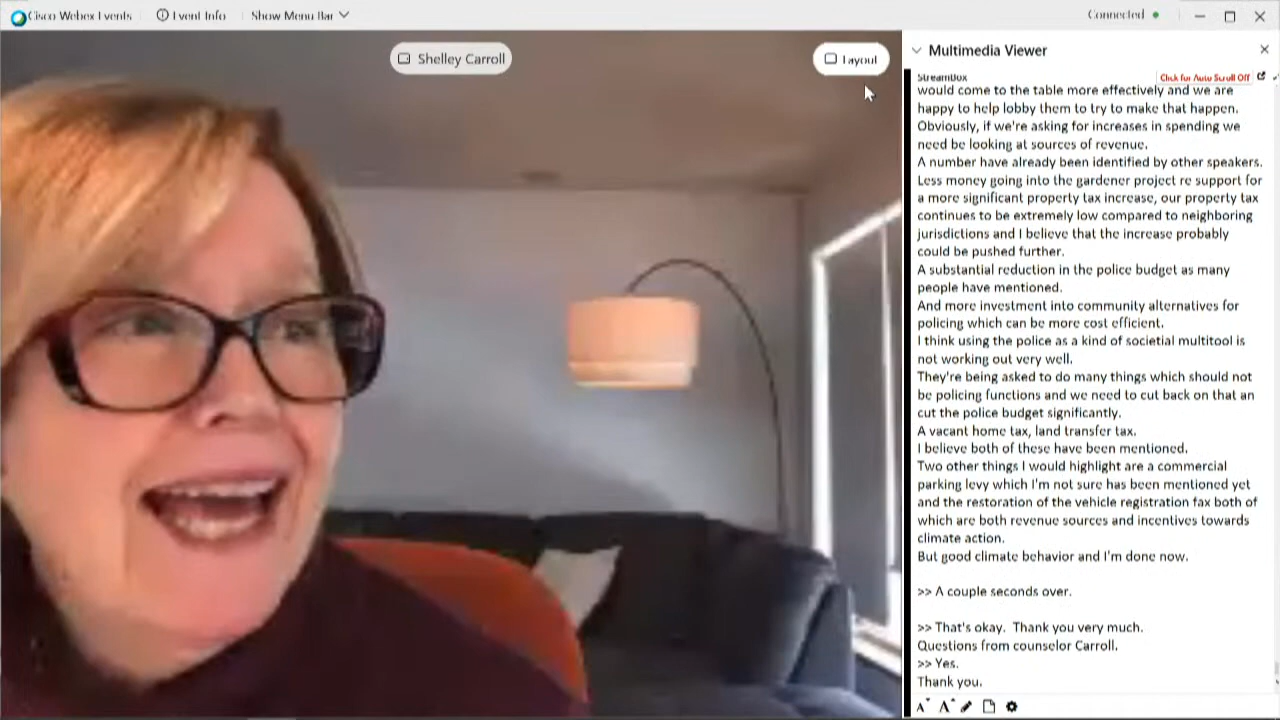 Cisco Webex Events
Event Info
Show Menu Bar
Connected
Shelley Carroll
Layout
Multimedia Viewer
StreamBox
Click for Auto Scroll Off
would come to the table more effectively and we are
happy to help lobby them to try to make that happen.
Obviously, if we're asking for increases in spending we
need be looking at sources of revenue.
A number have already been identified by other speakers.
Less money going into the gardener project re support for
a more significant property tax increase, our property tax
continues to be extremely low compared to neighboring
jurisdictions and I believe that the increase probably
could be pushed further.
A substantial reduction in the police budget as many
people have mentioned.
And more investment into community alternatives for
policing which can be more cost efficient.
I think using the police as a kind of societial multitool is
not working out very well.
They're being asked to do many things which should not
be policing functions and we need to cut back on that an
cut the police budget significantly.
A vacant home tax, land transfer tax.
I believe both of these have been mentioned.
Two other things I would highlight are a commercial
parking levy which I'm not sure has been mentioned yet
and the restoration of the vehicle registration fax both of
which are both revenue sources and incentives towards
climate action.
But good climate behavior and I'm done now.
>> A couple seconds over.
>> That's okay. Thank you very much.
Questions from counselor Carroll.
>> Yes.
Thank you.